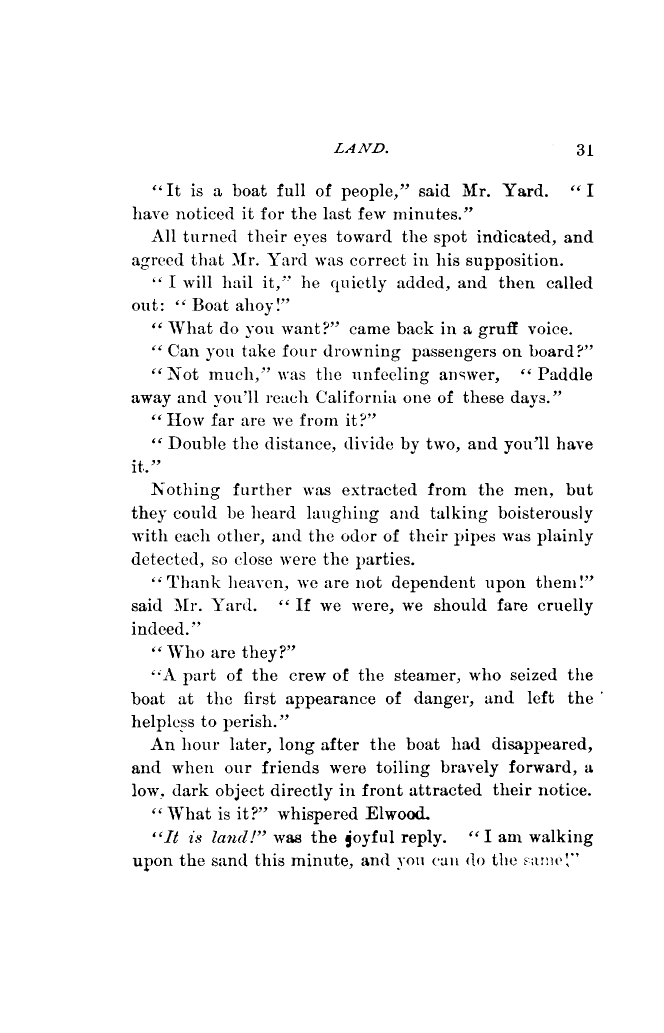 LAND. 31
“It is a boat full of people,” said Mr. Yard. “I
have noticed it for the last few minutes.”
All turned their eyes toward the spot indicated, and
agreed that Mr. Yard was correct in his supposition.
“I will hail it,” he quietly added, and then called
out: “Boat ahoy!”
“What do you want?” came back in a gruff voice.
“Can you take four drowning passengers on board?”
“Not much,” was the unfeeling answer, “Paddle
away and you'll reach California one of these days.”
“How far are we from it?”
“Double the distance, divide by two, and you'll have
it.”
Nothing further was extracted from the men, but
they could be heard laughing and talking boisterously
with each other, and the odor of their pipes was plainly
detected, so close were the parties.
“Thank heaven, we are not dependent upon them!”
said Mr. Yard. “If we were, we should fare cruelly
indeed.”
“Who are they?”
“A part of the crew of the steamer, who seized the
boat at the first appearance of danger, and left the
helpless to perish.”
An hour later, long after the boat had disappeared,
and when our friends were toiling bravely forward, a
low, dark object directly in front attracted their notice.
“What is it?” whispered Elwood.
“It is land!” was the joyful reply. “I am walking
upon the sand this minute, and you can do the same!”